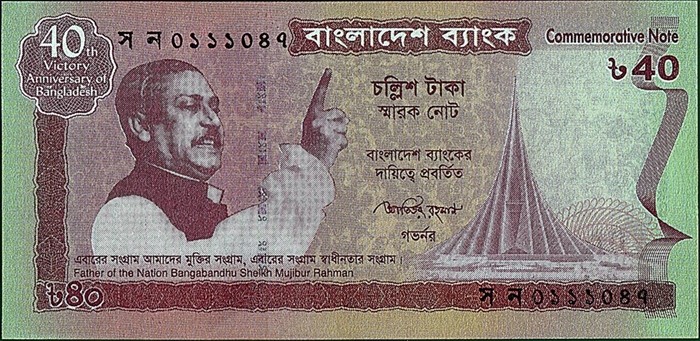 40th
Victory
Anniversary of
Bangladesh
স ন ০১১১০৪৭
বাংলাদেশ ব্যাংক
Commemorative Note
৳40
চল্লিশ টাকা
স্মারক নোট
বাংলাদেশ ব্যাংকের
দায়িত্বে প্রবর্তিত
গভর্নর
এবারের সংগ্রাম আমাদের মুক্তির সংগ্রাম, এবারের সংগ্রাম স্বাধীনতার সংগ্রাম।
Father of the Nation Bangabandhu Sheikh Mujibur Rahman
৳৪০
স ন ০১১১০৪৭